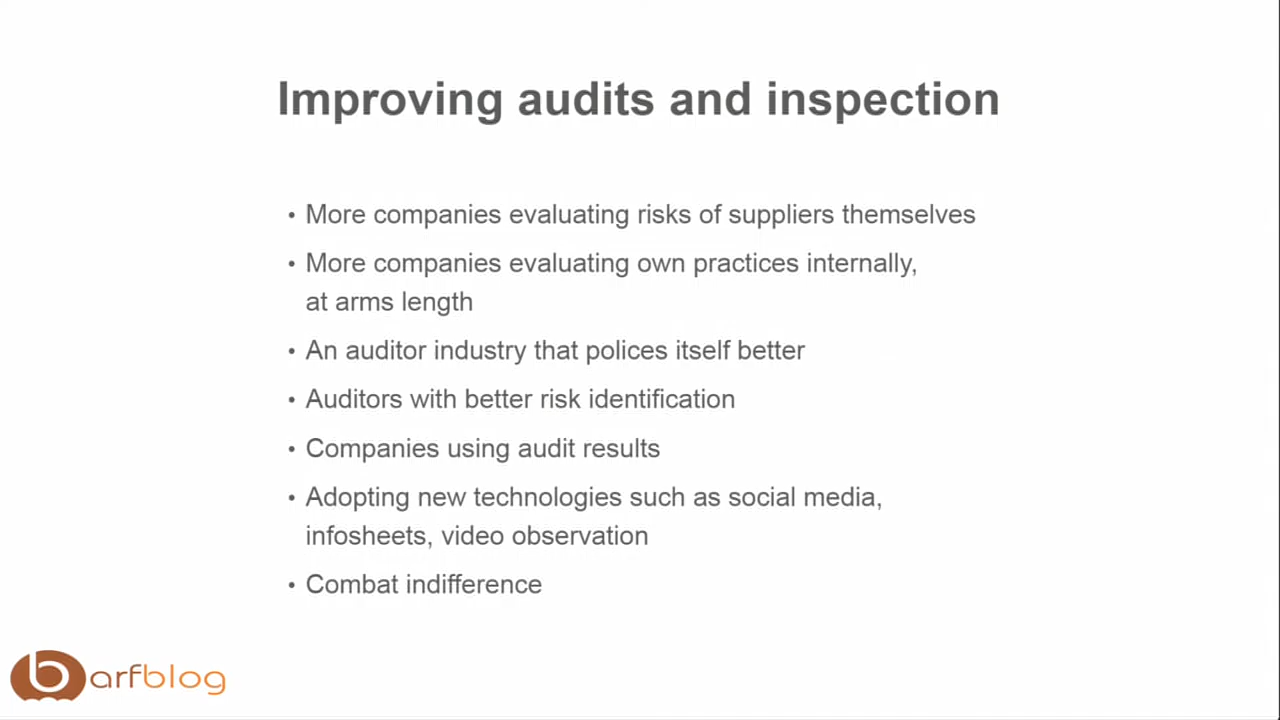 Improving audits and inspection
• More companies evaluating risks of suppliers themselves
• More companies evaluating own practices internally,
at arms length
• An auditor industry that polices itself better
• Auditors with better risk identification
• Companies using audit results
• Adopting new technologies such as social media,
infosheets, video observation
• Combat indifference
barfblog